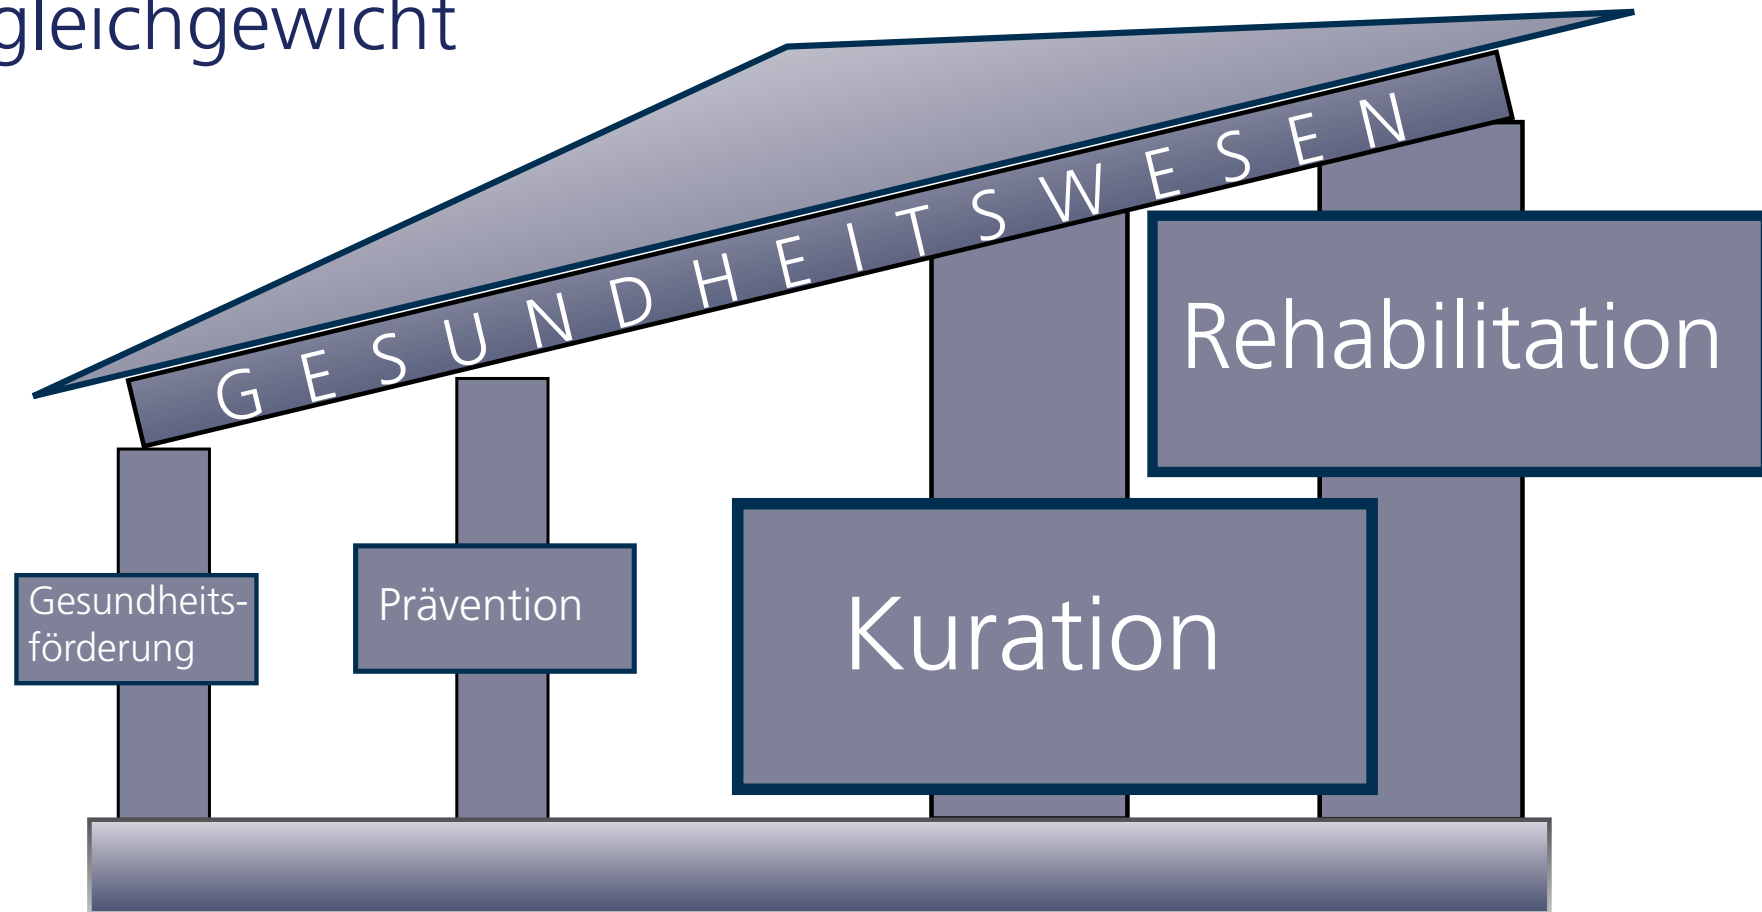 gleichgewicht
GESUNDHEITSWESEN
Rehabilitation
Gesundheits-
förderung
Prävention
Kuration